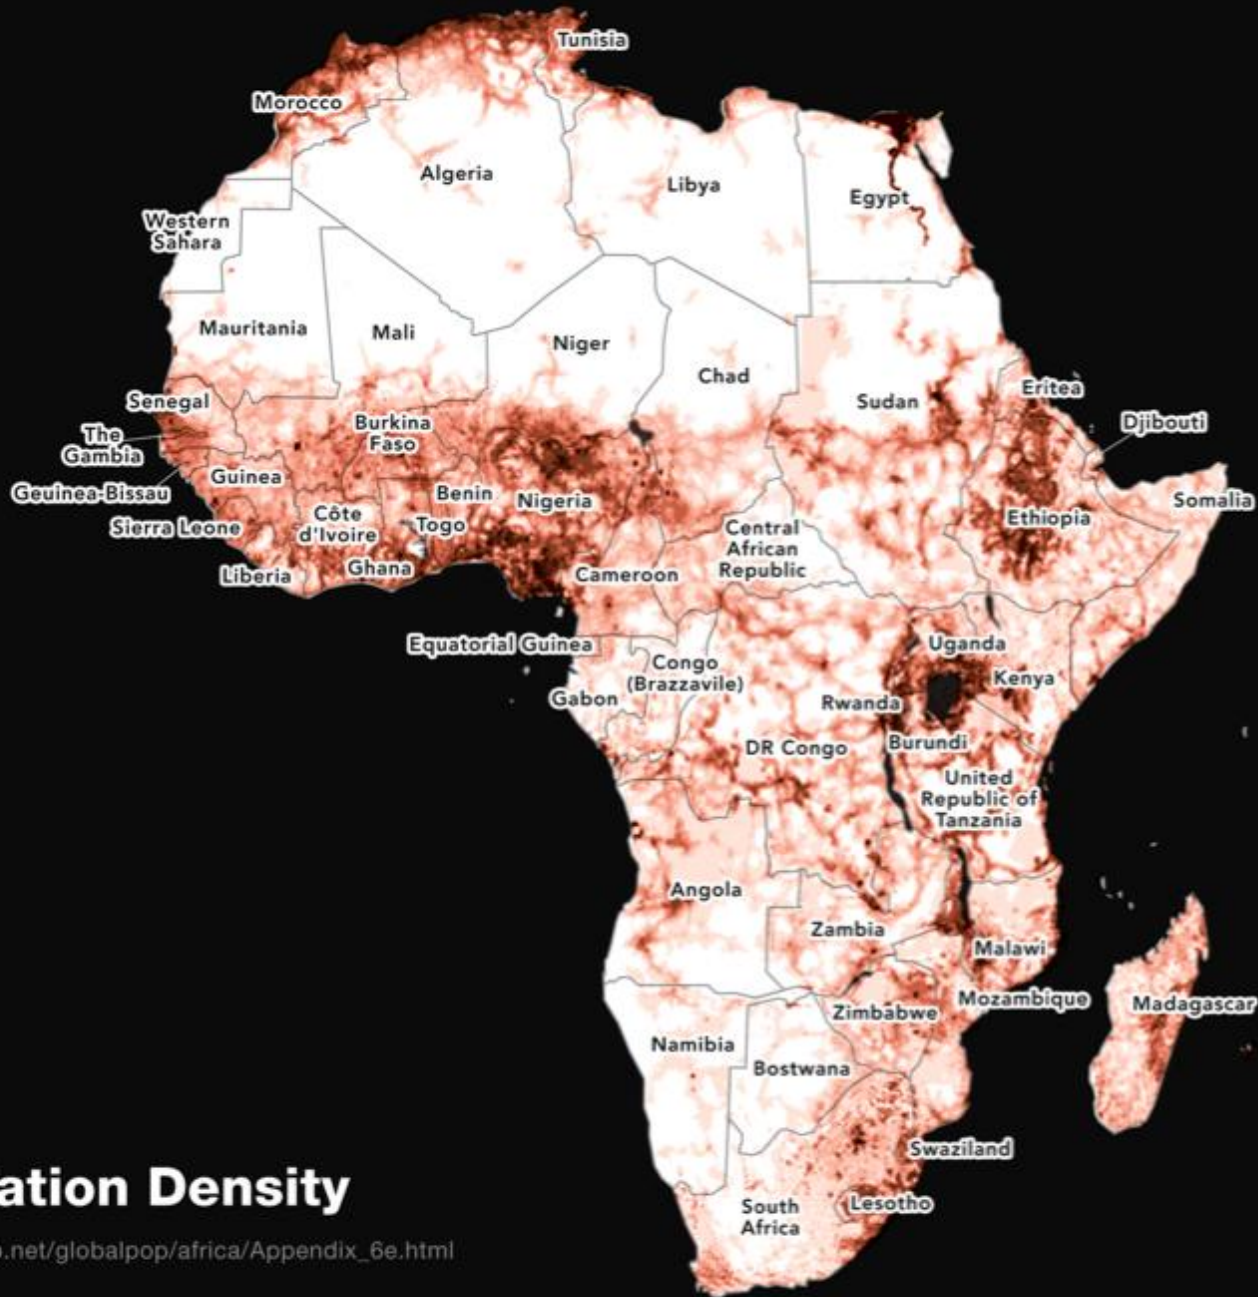 Tunisia
Morocco
Algeria
Libya
Egypt
Western
Sahara
Mauritania
Mali
Niger
Chad
Sudan
Eritea
Djibouti
Senegal
The
Gambia
Geuinea-Bissau
Guinea
Sierra Leone
Liberia
Côte
d'Ivoire
Burkina
Faso
Ghana
Togo
Benin
Nigeria
Cameroon
Central
African
Republic
Ethiopia
Somalia
Equatorial Guinea
Gabon
Congo
(Brazzavile)
Uganda
Kenya
Rwanda
Burundi
DR Congo
United
Republic of
Tanzania
Angola
Zambia
Malawi
Mozambique
Zimbabwe
Madagascar
Namibia
Bostwana
Swaziland
Lesotho
South
Africa
ation Density
.net/globalpop/africa/Appendix_6e.html